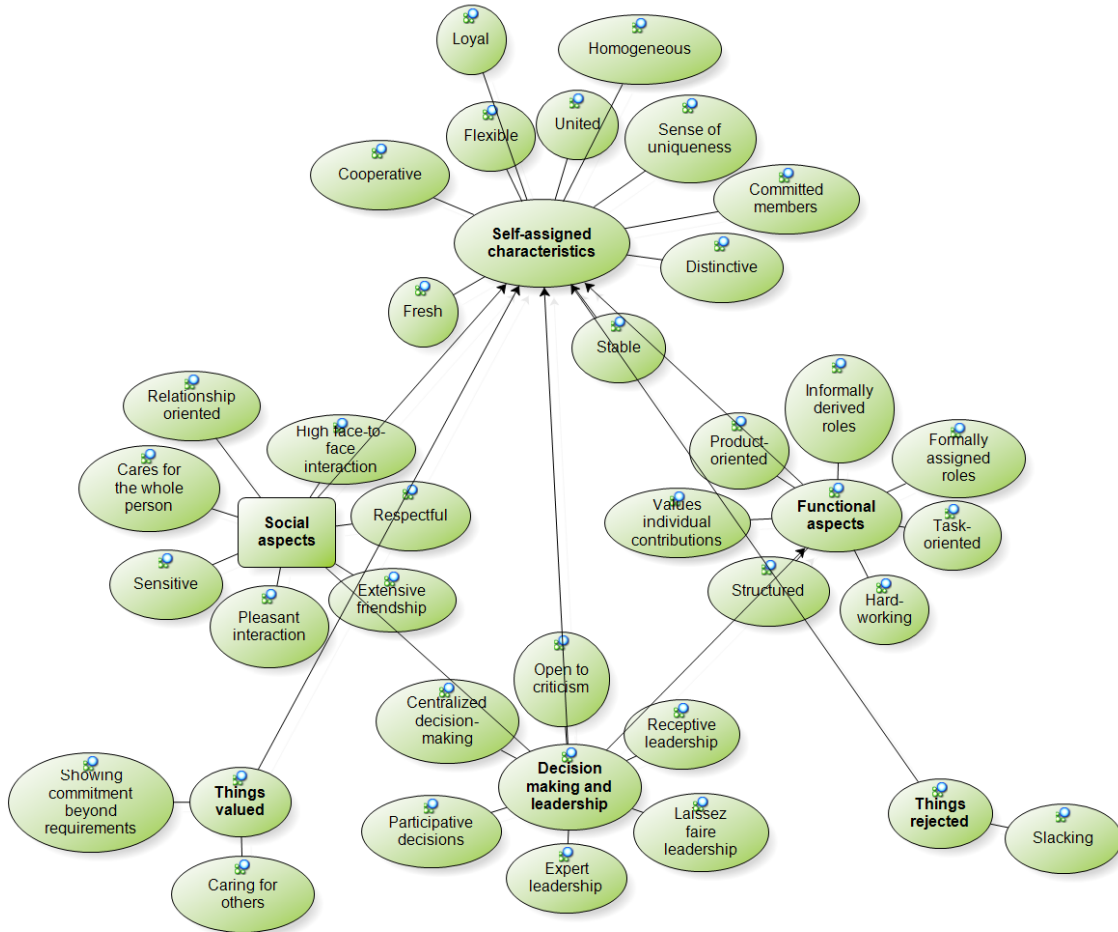 Loyal
Homogeneous
Flexible
United
Sense of
uniqueness
Cooperative
Committed
members
Self-assigned
characteristics
Distinctive
Fresh
Stable
Relationship
oriented
High face-to-
face
interaction
Informally
derived
roles
Product-
oriented
Formally
assigned
roles
Cares for
the whole
person
Social
aspects
Respectful
Values
individual
contributions
Functional
aspects
Task-
oriented
Sensitive
Extensive
friendship
Structured
Hard-
working
Pleasant
interaction
Open to
criticism
Centralized
decision-
making
Receptive
leadership
Showing
commitment
beyond
requirements
Things
valued
Decision
making and
leadership
Things
rejected
Participative
decisions
Laissez
faire
leadership
Slacking
Expert
leadership
Caring for
others